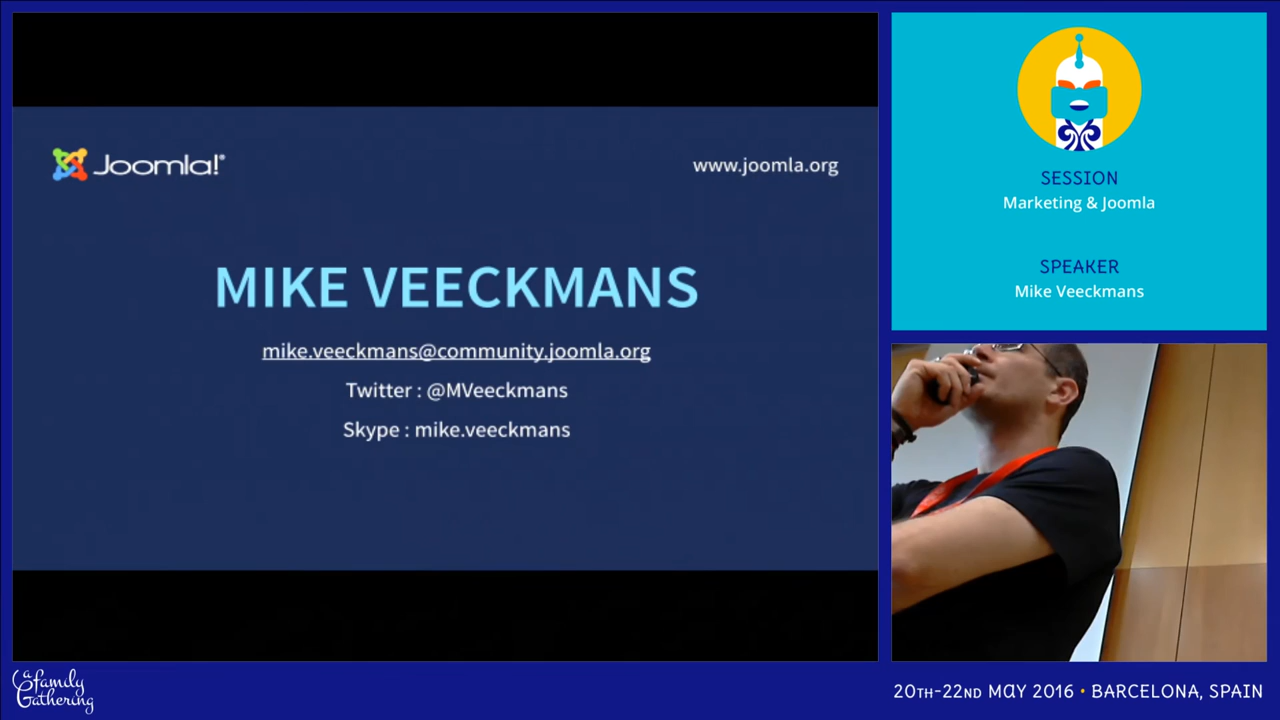 Joomla!®
www.joomla.org
MIKE VEECKMANS
mike.veeckmans@community.joomla.org
Twitter : @MVeeckmans
Skype : mike.veeckmans
SESSION
Marketing & Joomla
SPEAKER
Mike Veeckmans
a family
Gathering
20TH-22ND MAY 2016 • BARCELONA, SPAIN